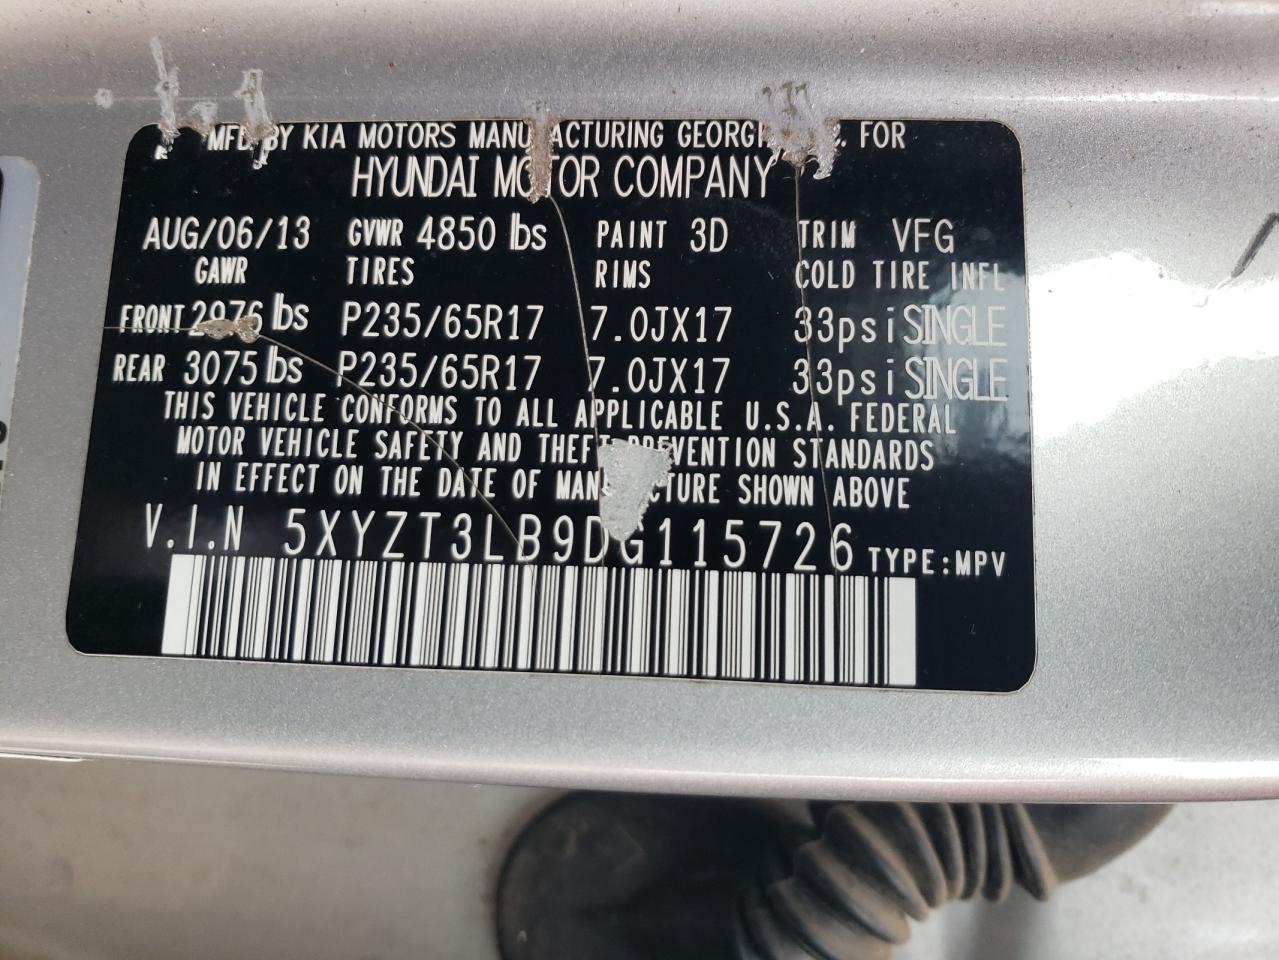 MFD. BY KIA MOTORS MANUFACTURING GEORGIA, INC. FOR
HYUNDAI MOTOR COMPANY
AUG/06/13 GVWR 4850 lbs PAINT 3D TRIM VFG
GAWR TIRES RIMS COLD TIRE INFL
FRONT 2976 lbs P235/65R17 7.0JX17 33psi SINGLE
REAR 3075 lbs P235/65R17 7.0JX17 33psi SINGLE
THIS VEHICLE CONFORMS TO ALL APPLICABLE U.S.A. FEDERAL
MOTOR VEHICLE SAFETY AND THEFT PREVENTION STANDARDS
IN EFFECT ON THE DATE OF MANUFACTURE SHOWN ABOVE
V.I.N 5XYZT3LB9DG115726 TYPE:MPV